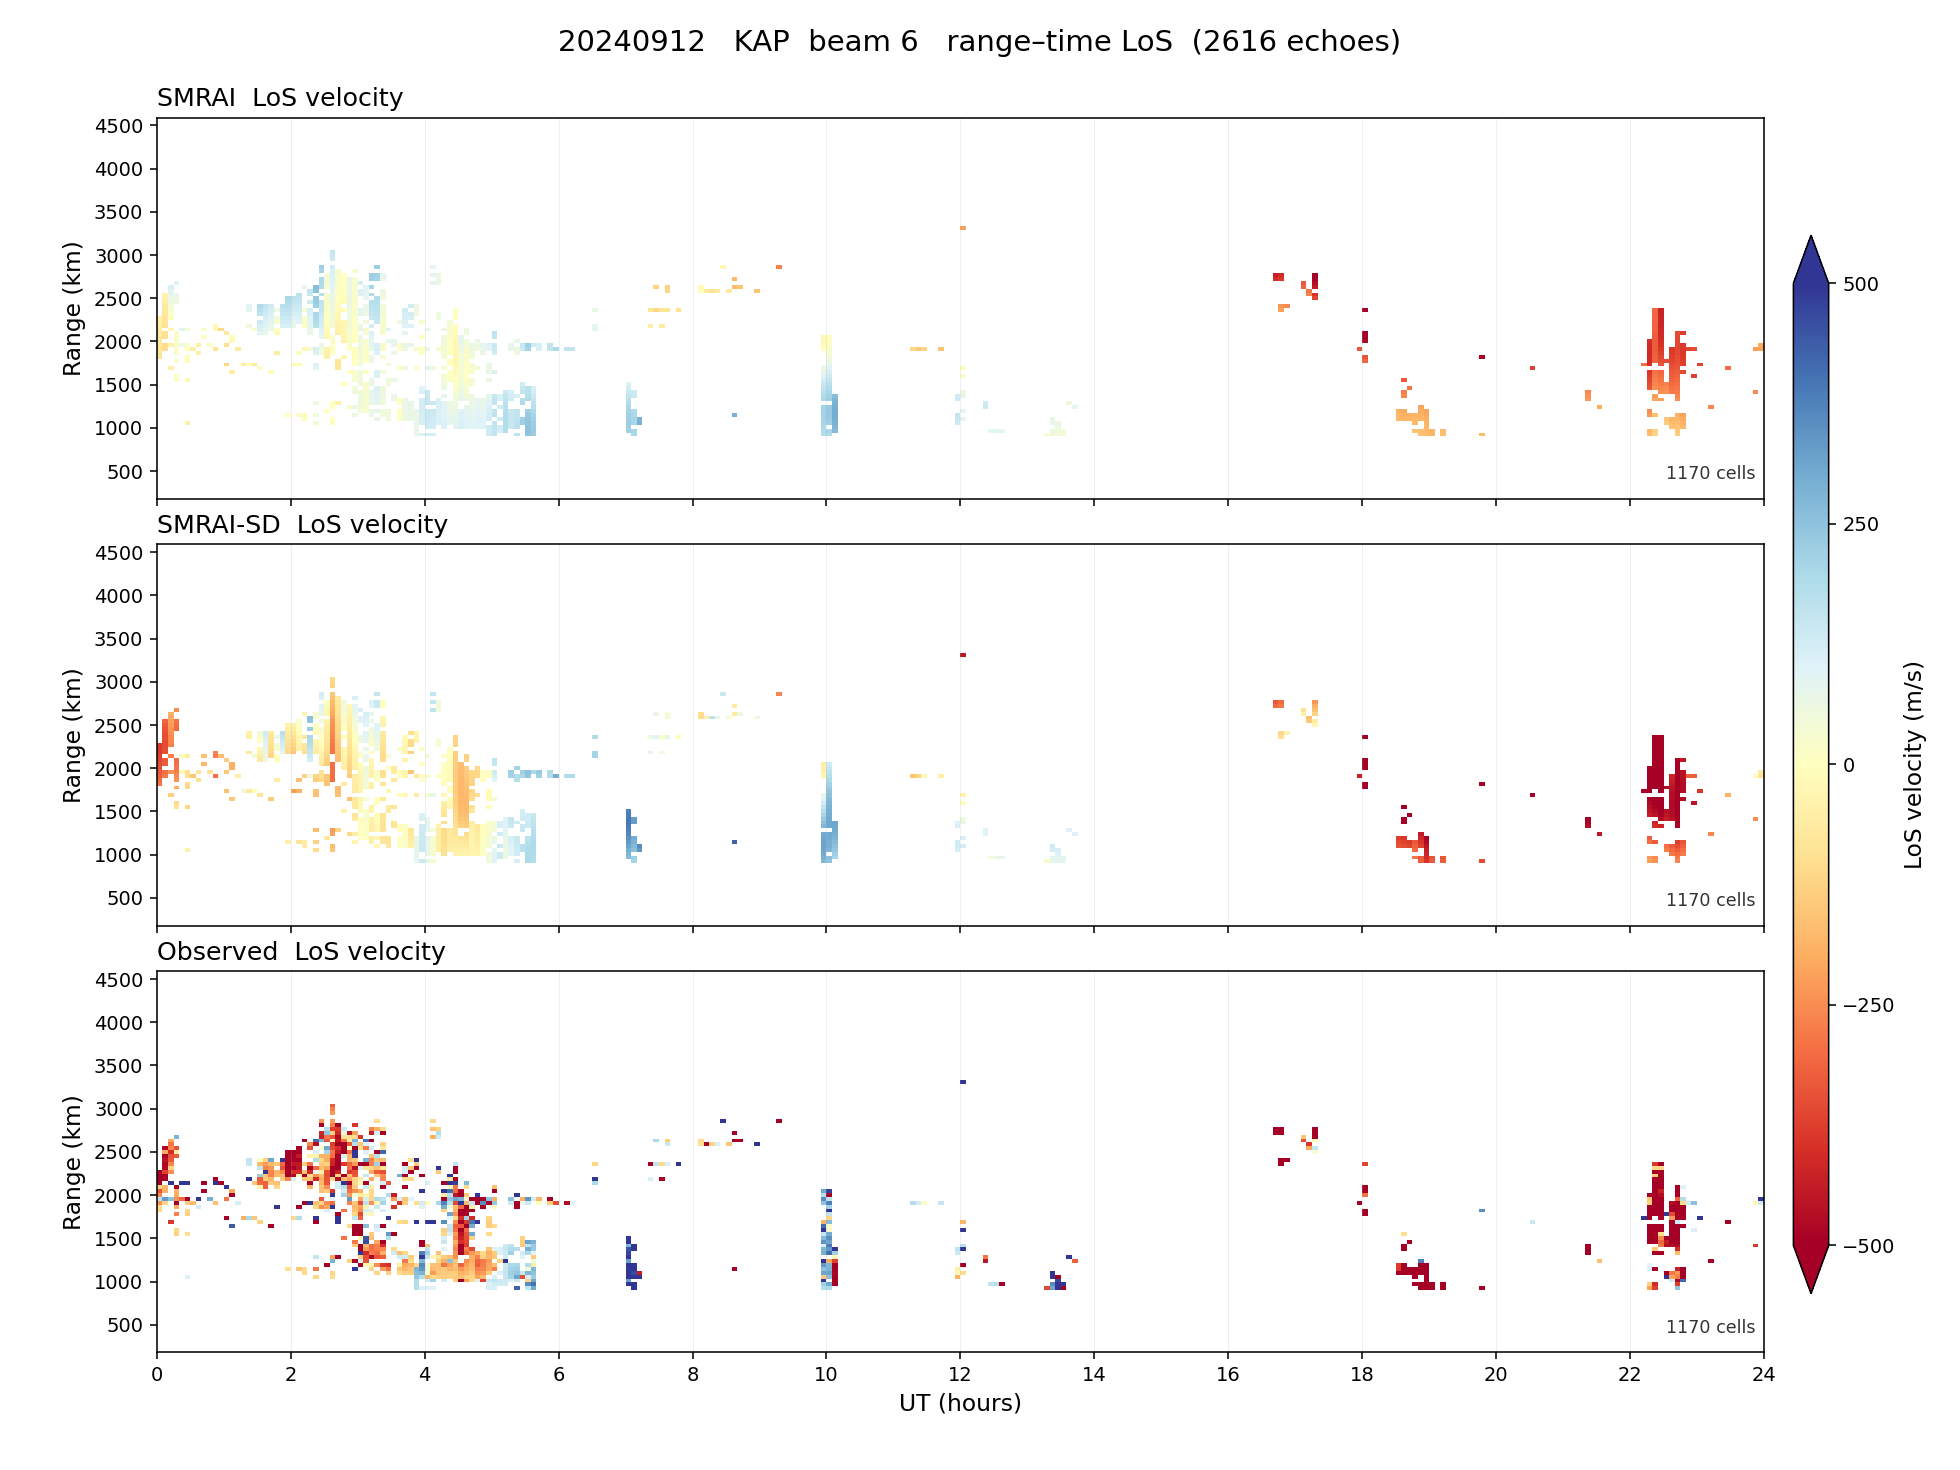 20240912   KAP  beam 6   range–time LoS  (2616 echoes)
SMRAI  LoS velocity
4500
4000
3500
3000
2500
2000
1500
1000
500
Range (km)
1170 cells
SMRAI-SD  LoS velocity
4500
4000
3500
3000
2500
2000
1500
1000
500
Range (km)
1170 cells
Observed  LoS velocity
4500
4000
3500
3000
2500
2000
1500
1000
500
Range (km)
1170 cells
0 2 4 6 8 10 12 14 16 18 20 22 24
UT (hours)
500
250
0
−250
−500
LoS velocity (m/s)